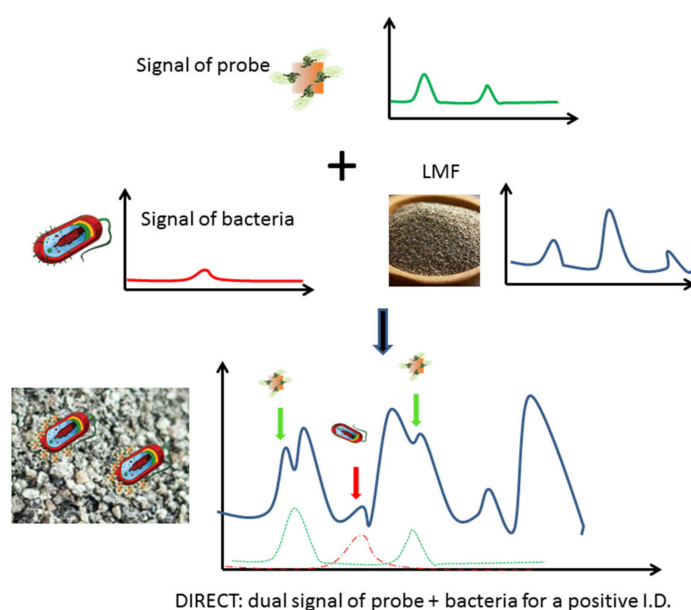 Signal of probe
LMF
Signal of bacteria
DIRECT: dual signal of probe + bacteria for a positive I.D.